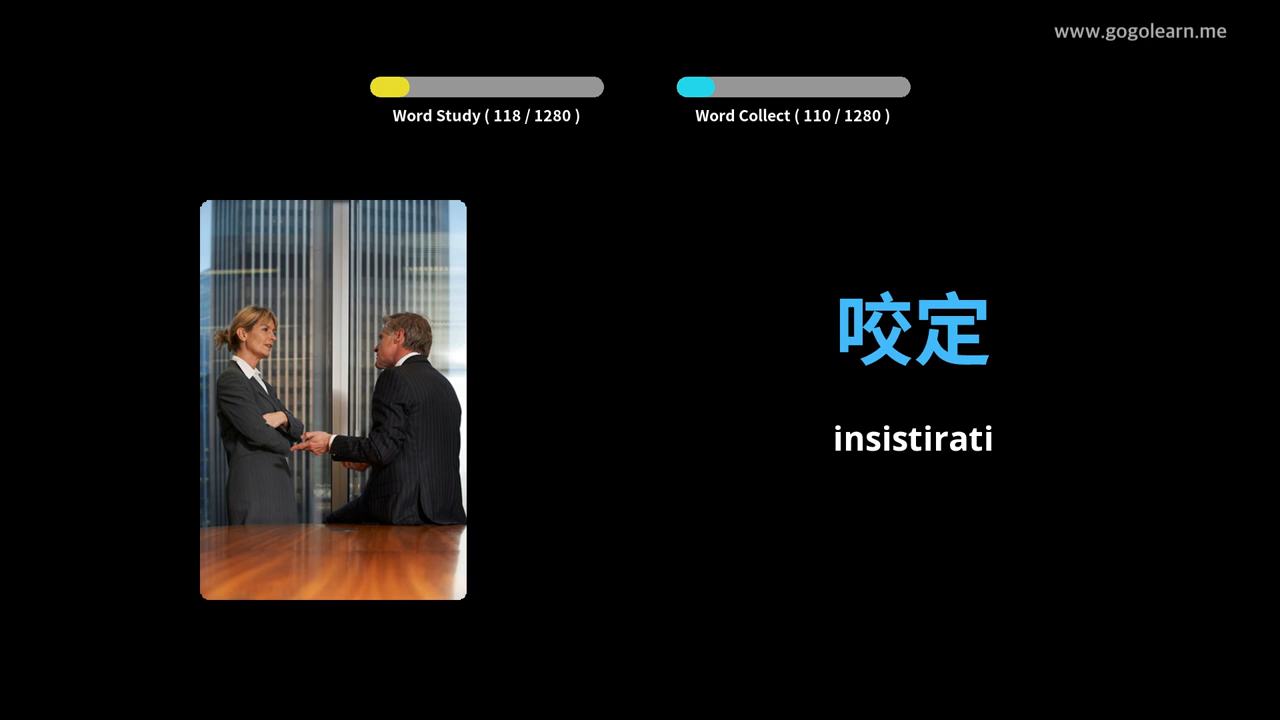 www.gogolearn.me
Word Study ( 118 / 1280 )
Word Collect ( 110 / 1280 )
咬定
insistirati